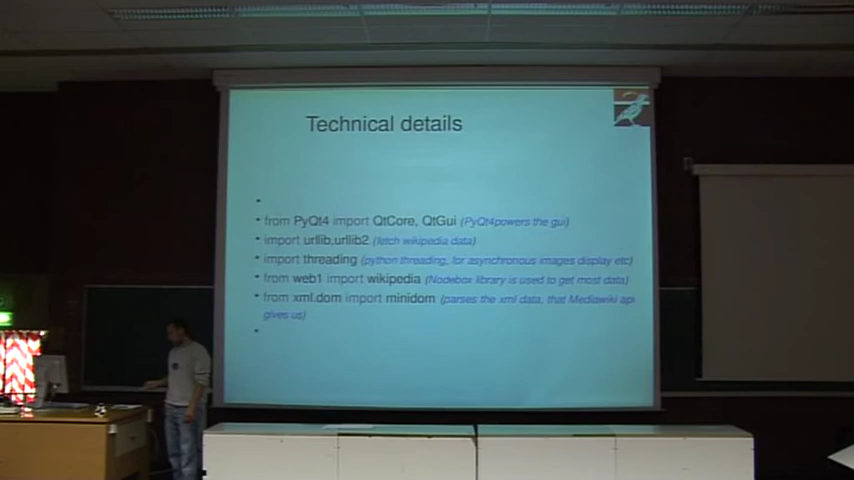 Technical details
• from PyQt4 import QtCore, QtGui (PyQt4powers the gui)
• import urllib,urllib2 (fetch wikipedia data)
• import threading (python threading, for asynchronous images display etc)
• from web1 import wikipedia (Nodebox library is used to get most data)
• from xml.dom import minidom (parses the xml data, that Mediawiki api
gives us)